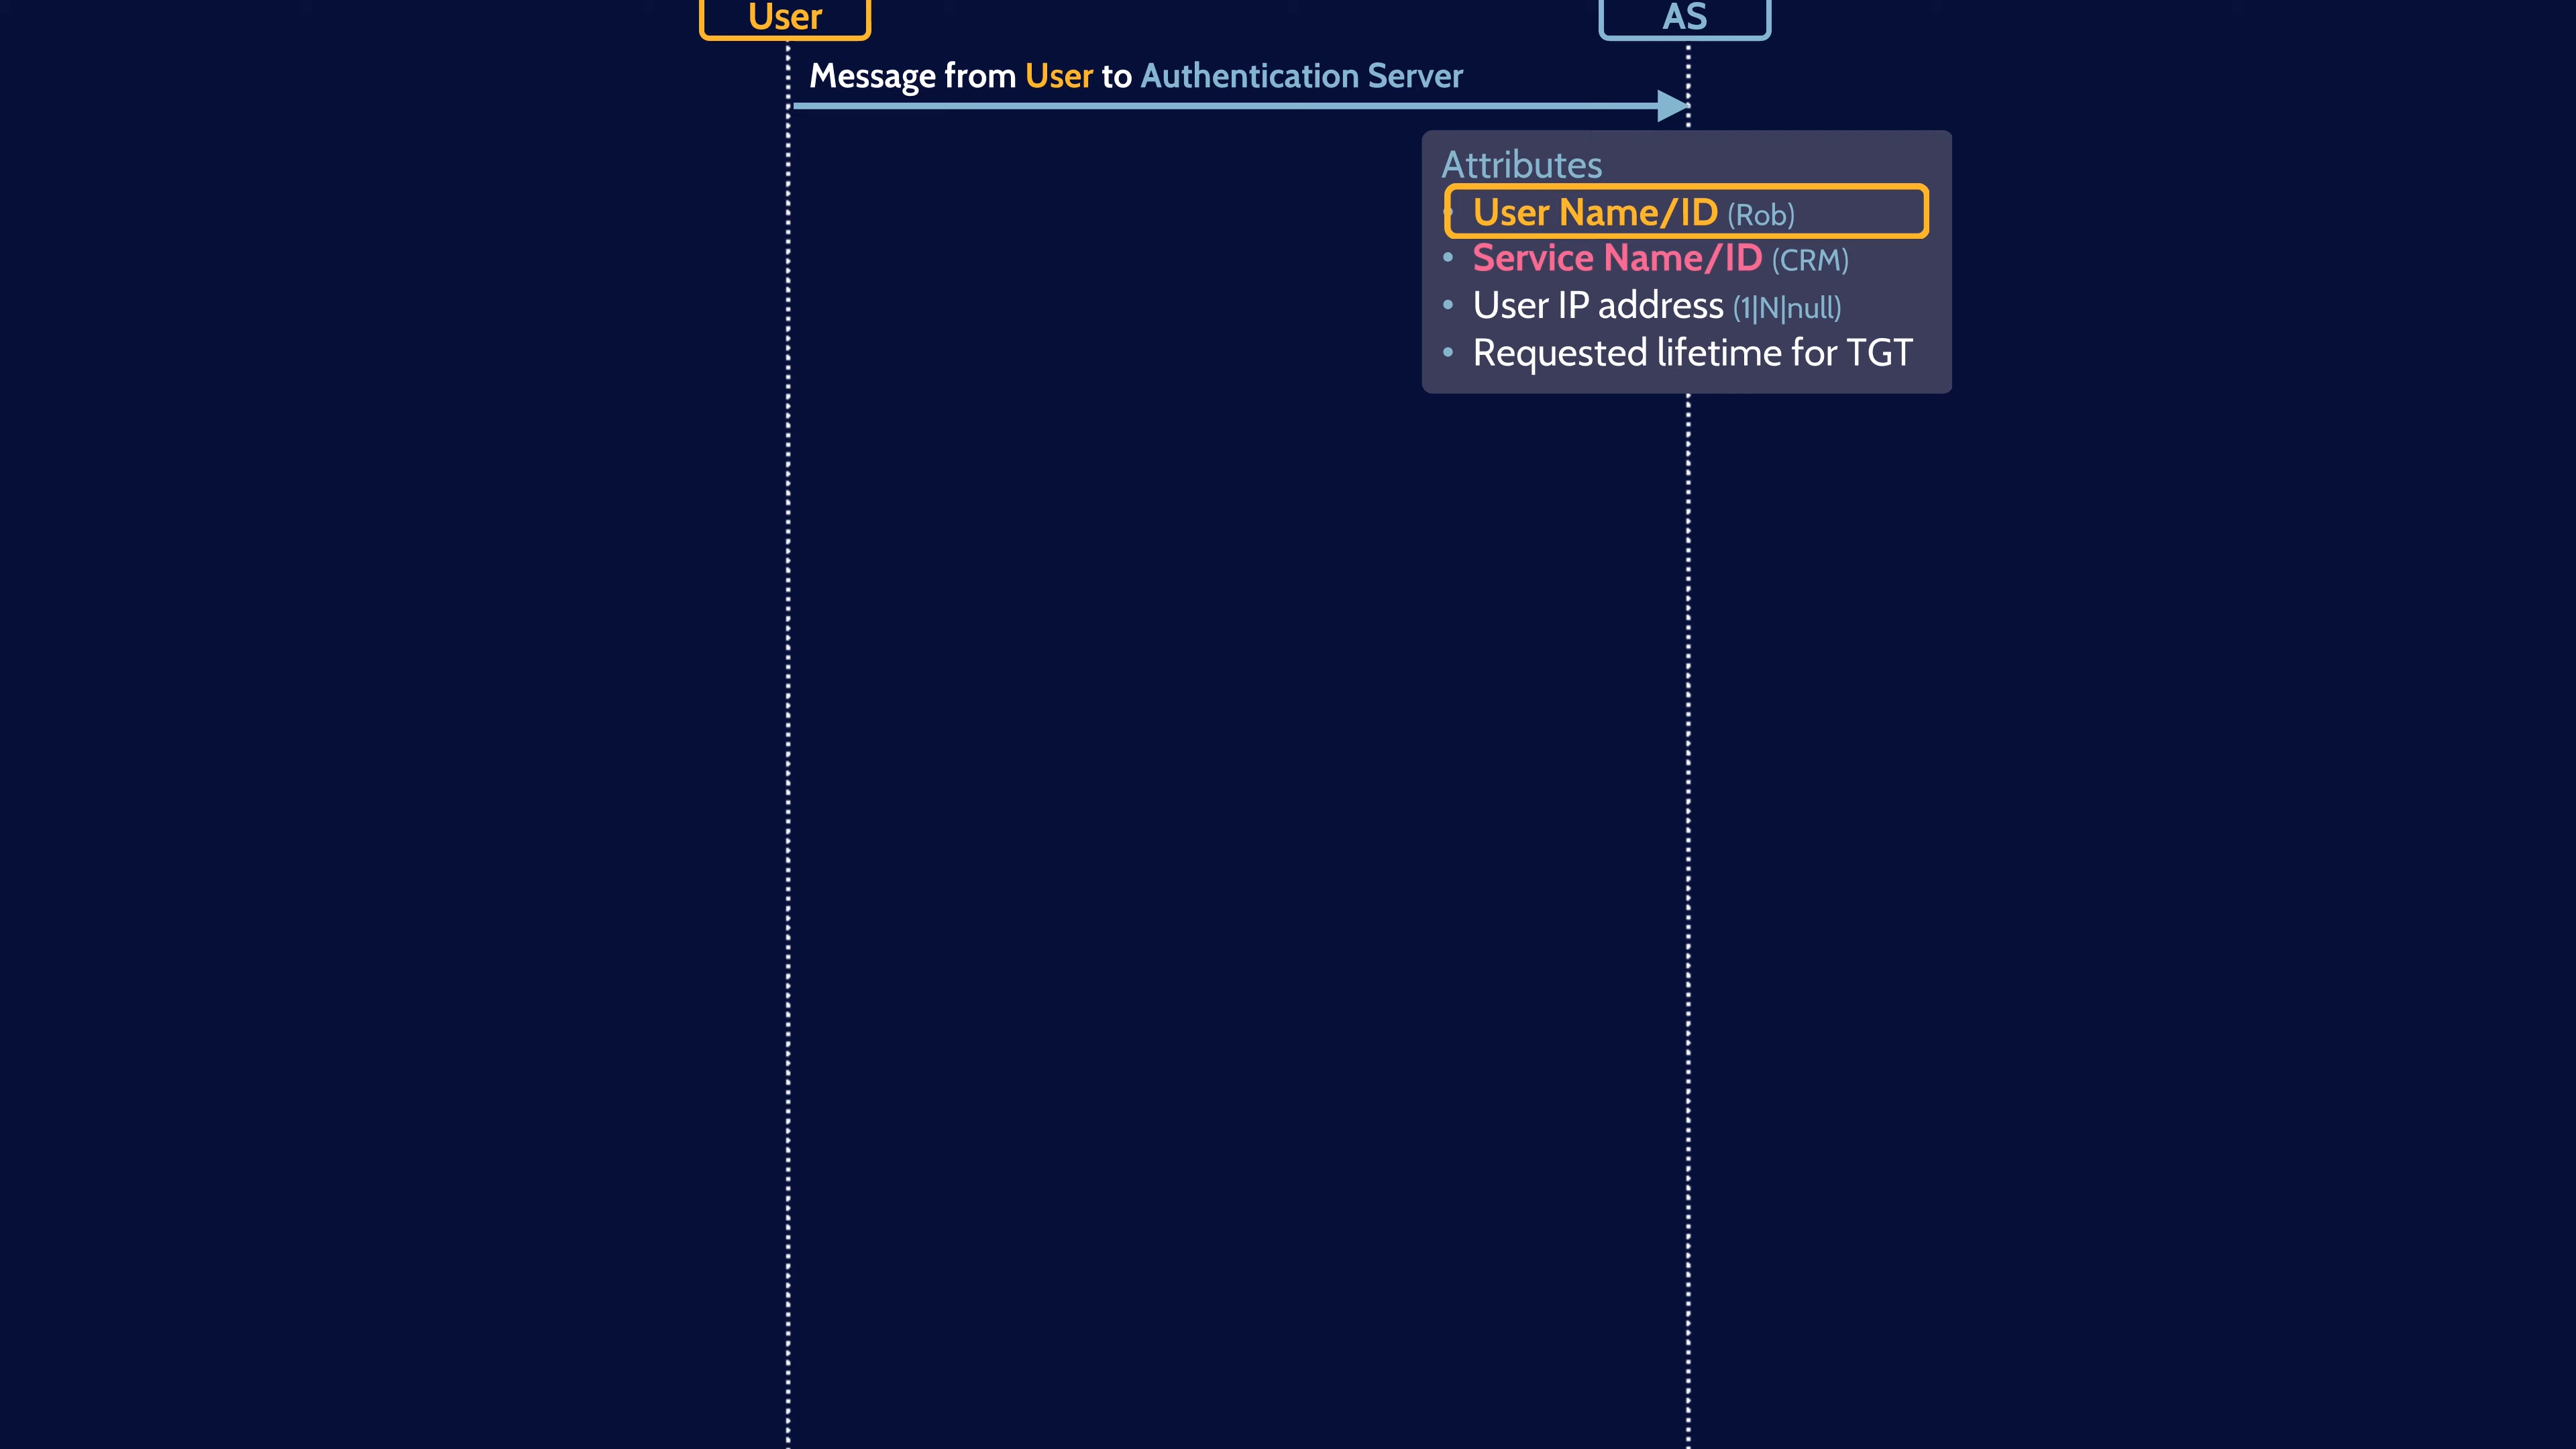 User
AS
Message from User to Authentication Server
Attributes
• User Name/ID (Rob)
• Service Name/ID (CRM)
• User IP address (1|N|null)
• Requested lifetime for TGT